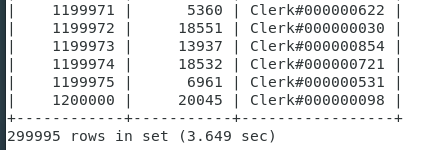 |    1199971 |      5360 | Clerk#000000622 |
|    1199972 |     18551 | Clerk#000000030 |
|    1199973 |     13937 | Clerk#000000854 |
|    1199974 |     18532 | Clerk#000000721 |
|    1199975 |      6961 | Clerk#000000531 |
|    1200000 |     20045 | Clerk#000000098 |
+------------+-----------+-----------------+
299995 rows in set (3.649 sec)